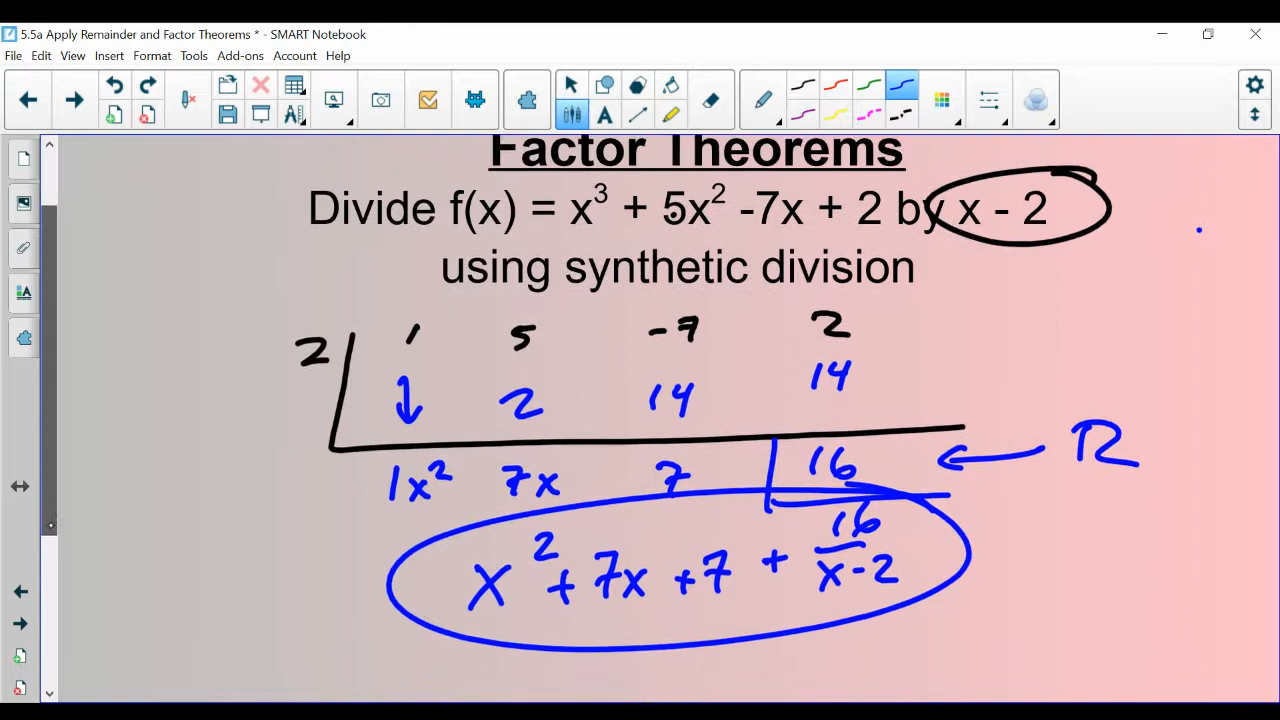 5.5a Apply Remainder and Factor Theorems * - SMART Notebook
File Edit View Insert Format Tools Add-ons Account Help
Factor Theorems
Divide f(x) = x³ + 5x² -7x + 2 by x - 2
using synthetic division
2 1 5 -7 2
↓ 2 14 14
1x² 7x 7 16 ← R
x² + 7x + 7 + 16/x-2